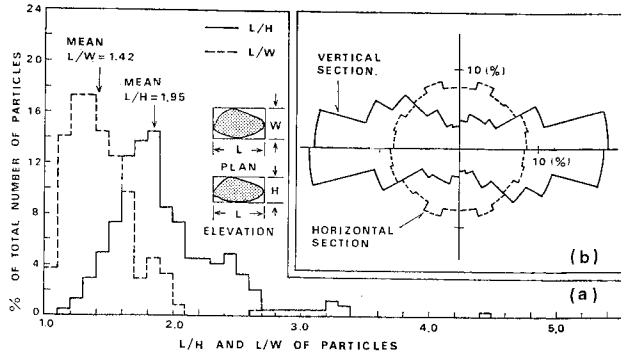 24
20
16
12
8
4
0
% OF TOTAL NUMBER OF PARTICLES
L/H
L/W
MEAN
L/W=1.42
MEAN
L/H=1.95
W
L
PLAN
H
L
ELEVATION
1.0
2.0
3.0
4.0
5.0
L/H AND L/W OF PARTICLES
(a)
VERTICAL
SECTION.
10 (%)
10 (%)
HORIZONTAL
SECTION
(b)